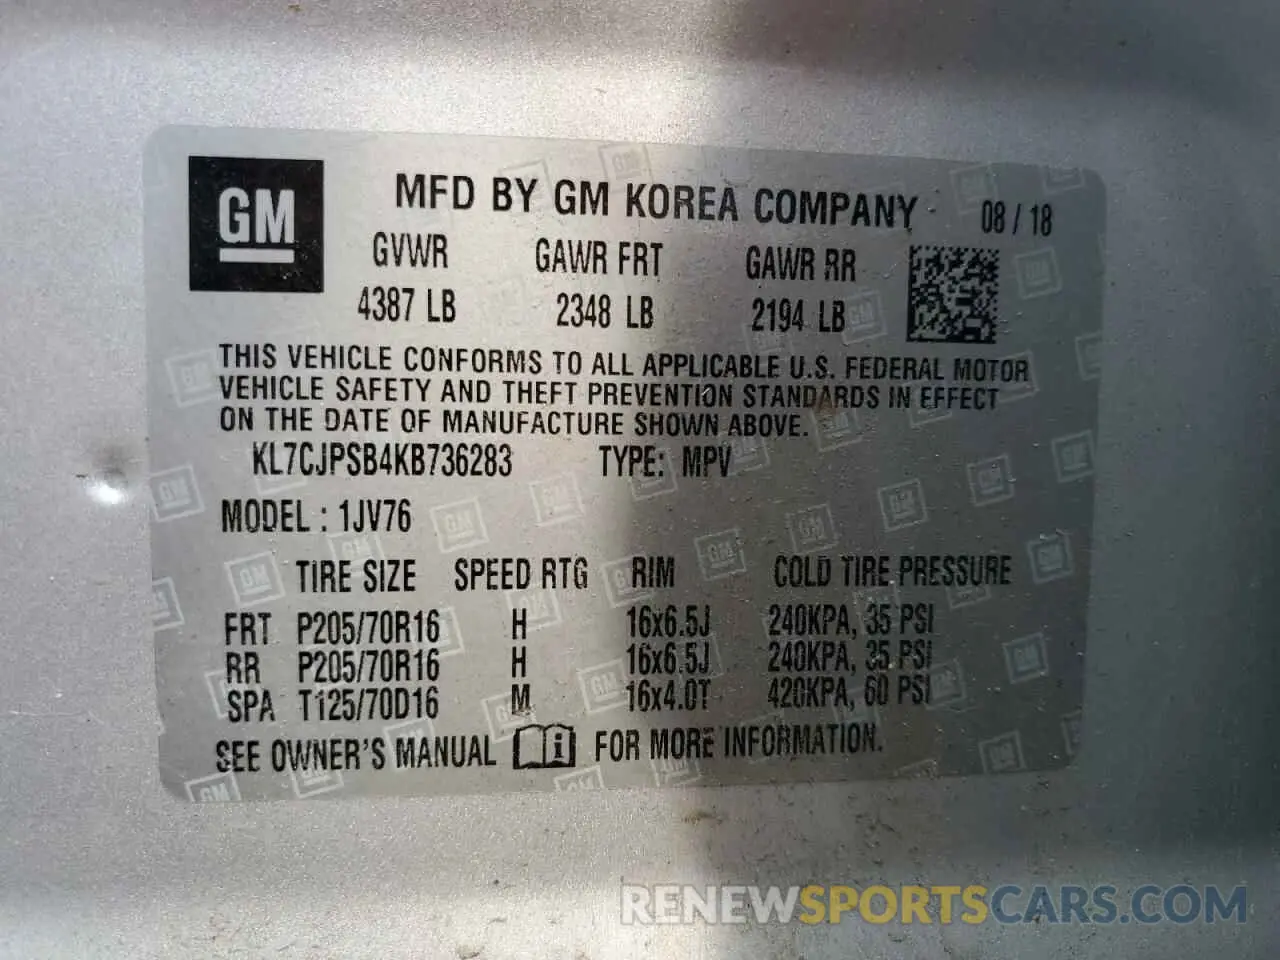 GM
MFD BY GM KOREA COMPANY 08 / 18
GVWR GAWR FRT GAWR RR
4387 LB 2348 LB 2194 LB
THIS VEHICLE CONFORMS TO ALL APPLICABLE U.S. FEDERAL MOTOR
VEHICLE SAFETY AND THEFT PREVENTION STANDARDS IN EFFECT
ON THE DATE OF MANUFACTURE SHOWN ABOVE.
KL7CJPSB4KB736283 TYPE: MPV
MODEL : 1JV76
TIRE SIZE SPEED RTG RIM COLD TIRE PRESSURE
FRT P205/70R16 H 16x6.5J 240KPA, 35 PSI
RR P205/70R16 H 16x6.5J 240KPA, 35 PSI
SPA T125/70D16 M 16x4.0T 420KPA, 60 PSI
SEE OWNER'S MANUAL i FOR MORE INFORMATION.
RENEWSPORTSCARS.COM